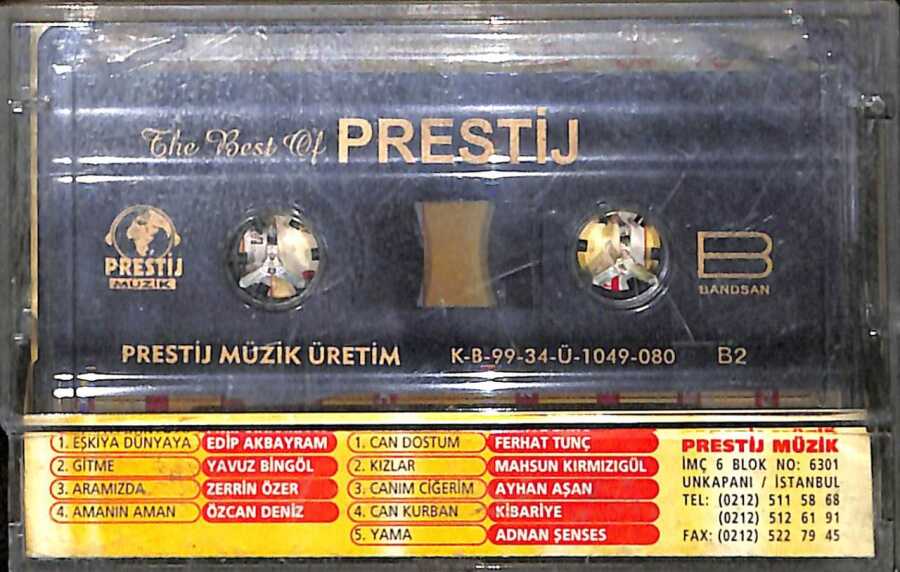 The Best Of PRESTİJ
PRESTİJ
MÜZİK
B
BANDSAN
PRESTİJ MÜZİK ÜRETİM K-B-99-34-Ü-1049-080 B2
1. EŞKIYA DÜNYAYA EDİP AKBAYRAM
2. GİTME YAVUZ BİNGÖL
3. ARAMIZDA ZERRİN ÖZER
4. AMANIN AMAN ÖZCAN DENİZ
1. CAN DOSTUM FERHAT TUNÇ
2. KIZLAR MAHSUN KIRMIZIGÜL
3. CANIM CİĞERİM AYHAN AŞAN
4. CAN KURBAN KİBARİYE
5. YAMA ADNAN ŞENSES
PRESTİJ MÜZİK
İMÇ 6 BLOK NO: 6301
UNKAPANI / İSTANBUL
TEL: (0212) 511 58 68
(0212) 512 61 91
FAX: (0212) 522 79 45